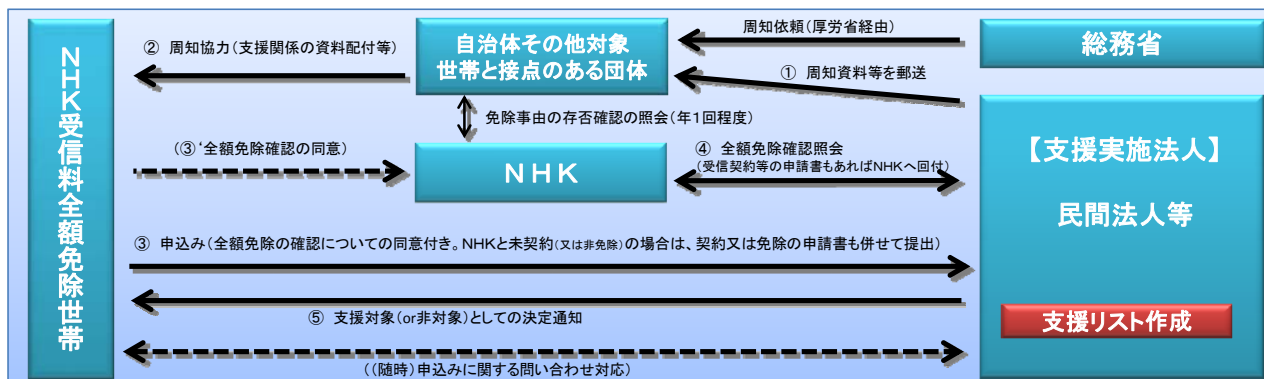 NHK受信料全額免除世帯
② 周知協力(支援関係の資料配付等)
自治体その他対象
世帯と接点のある団体
周知依頼(厚労省経由)
総務省
① 周知資料等を郵送
免除事由の存否確認の照会(年1回程度)
(③‘全額免除確認の同意)
NHK
④ 全額免除確認照会
(受信契約等の申請書もあればNHKへ回付)
【支援実施法人】
民間法人等
③ 申込み(全額免除の確認についての同意付き。NHKと未契約(又は非免除)の場合は、契約又は免除の申請書も併せて提出)
⑤ 支援対象(or非対象)としての決定通知
支援リスト作成
((随時)申込みに関する問い合わせ対応)